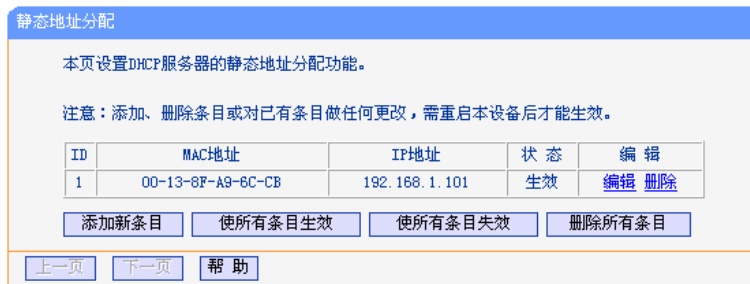 静态地址分配
本页设置DHCP服务器的静态地址分配功能。
注意：添加、删除条目或对已有条目做任何更改，需重启本设备后才能生效。
ID MAC地址 IP地址 状 态 编 辑
1 00-13-8F-A9-6C-CB 192.168.1.101 生效 编辑 删除
添加新条目 使所有条目生效 使所有条目失效 删除所有条目
上一页 下一页 帮 助